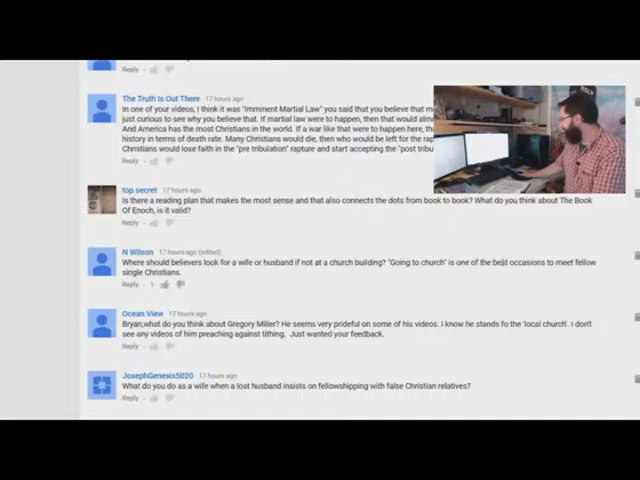 Reply
The Truth Is Out There 17 hours ago
In one of your videos, I think it was "Imminent Martial Law" you said that you believe that
just curious to see why you believe that. If martial law were to happen, then that would
And America has the most Christians in the world. If a war like that were to happen here,
history in terms of death rate. Many Christians would die, then who would be left for the
Christians would lose faith in the "pre tribulation" rapture and start accepting the "post
Reply
top secret 17 hours ago
Is there a reading plan that makes the most sense and that also connects the dots from book to book? What do you think about The Book
Of Enoch, is it valid?
Reply
N Wilson 17 hours ago (edited)
Where should believers look for a wife or husband if not at a church building? "Going to church" is one of the best occasions to meet fellow
single Christians.
Reply 1
Ocean View 17 hours ago
Bryan,what do you think about Gregory Miller? He seems very prideful on some of his videos. I know he stands fo the 'local church'. I don't
see any videos of him preaching against tithing. Just wanted your feedback.
Reply
JosephGenesis5020 17 hours ago
What do you do as a wife when a lost husband insists on fellowshipping with false Christian relatives?
Reply